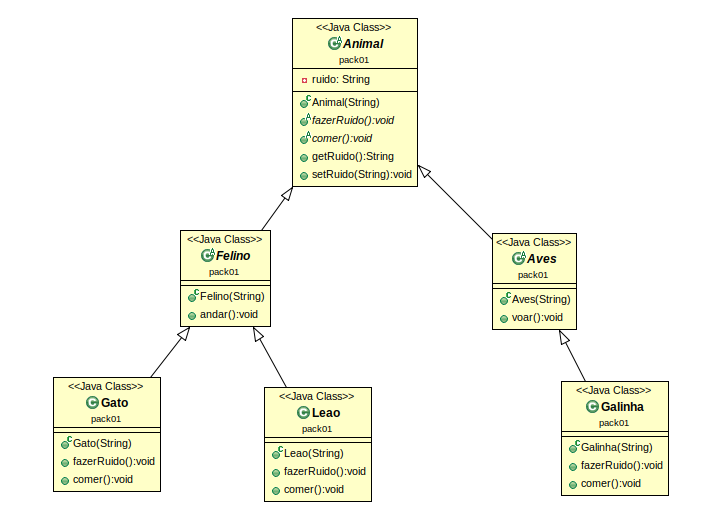 <<Java Class>>
Animal
pack01
ruido: String
Animal(String)
fazerRuido():void
comer():void
getRuido():String
setRuido(String):void
<<Java Class>>
Felino
pack01
Felino(String)
andar():void
<<Java Class>>
Aves
pack01
Aves(String)
voar():void
<<Java Class>>
Gato
pack01
Gato(String)
fazerRuido():void
comer():void
<<Java Class>>
Leao
pack01
Leao(String)
fazerRuido():void
comer():void
<<Java Class>>
Galinha
pack01
Galinha(String)
fazerRuido():void
comer():void